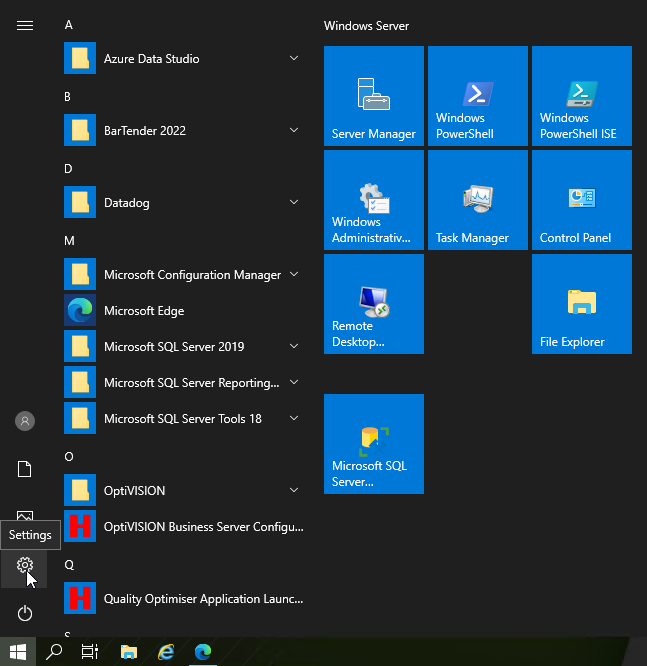 A
Azure Data Studio
B
BarTender 2022
D
Datadog
M
Microsoft Configuration Manager
Microsoft Edge
Microsoft SQL Server 2019
Microsoft SQL Server Reporting...
Microsoft SQL Server Tools 18
O
OptiVISION
OptiVISION Business Server Configu...
Q
Quality Optimiser Application Launc...
S
Settings
Windows Server
Server Manager
Windows
PowerShell
Windows
PowerShell ISE
Windows
Administrativ...
Task Manager
Control Panel
Remote
Desktop...
File Explorer
Microsoft SQL
Server...